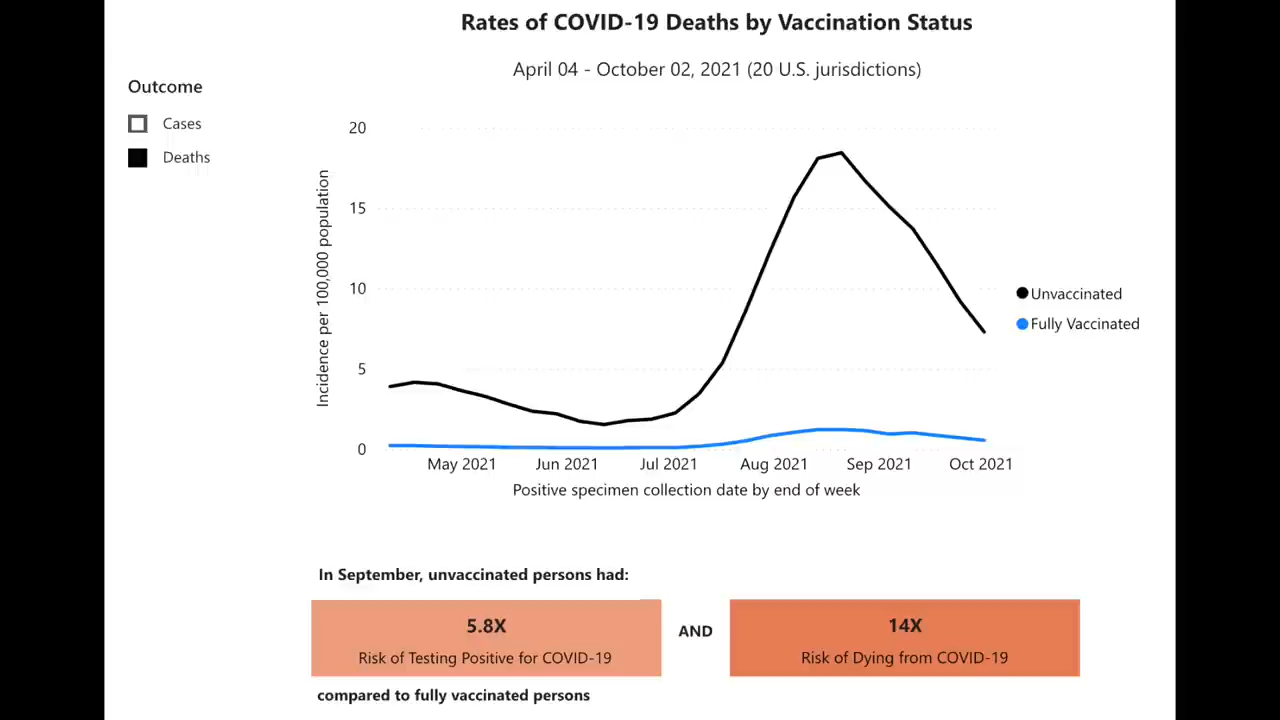 Rates of COVID-19 Deaths by Vaccination Status
April 04 - October 02, 2021 (20 U.S. jurisdictions)
Outcome
Cases
Deaths
Incidence per 100,000 population
20
15
10
5
0
May 2021
Jun 2021
Jul 2021
Aug 2021
Sep 2021
Oct 2021
Positive specimen collection date by end of week
Unvaccinated
Fully Vaccinated
In September, unvaccinated persons had:
5.8X
Risk of Testing Positive for COVID-19
AND
14X
Risk of Dying from COVID-19
compared to fully vaccinated persons